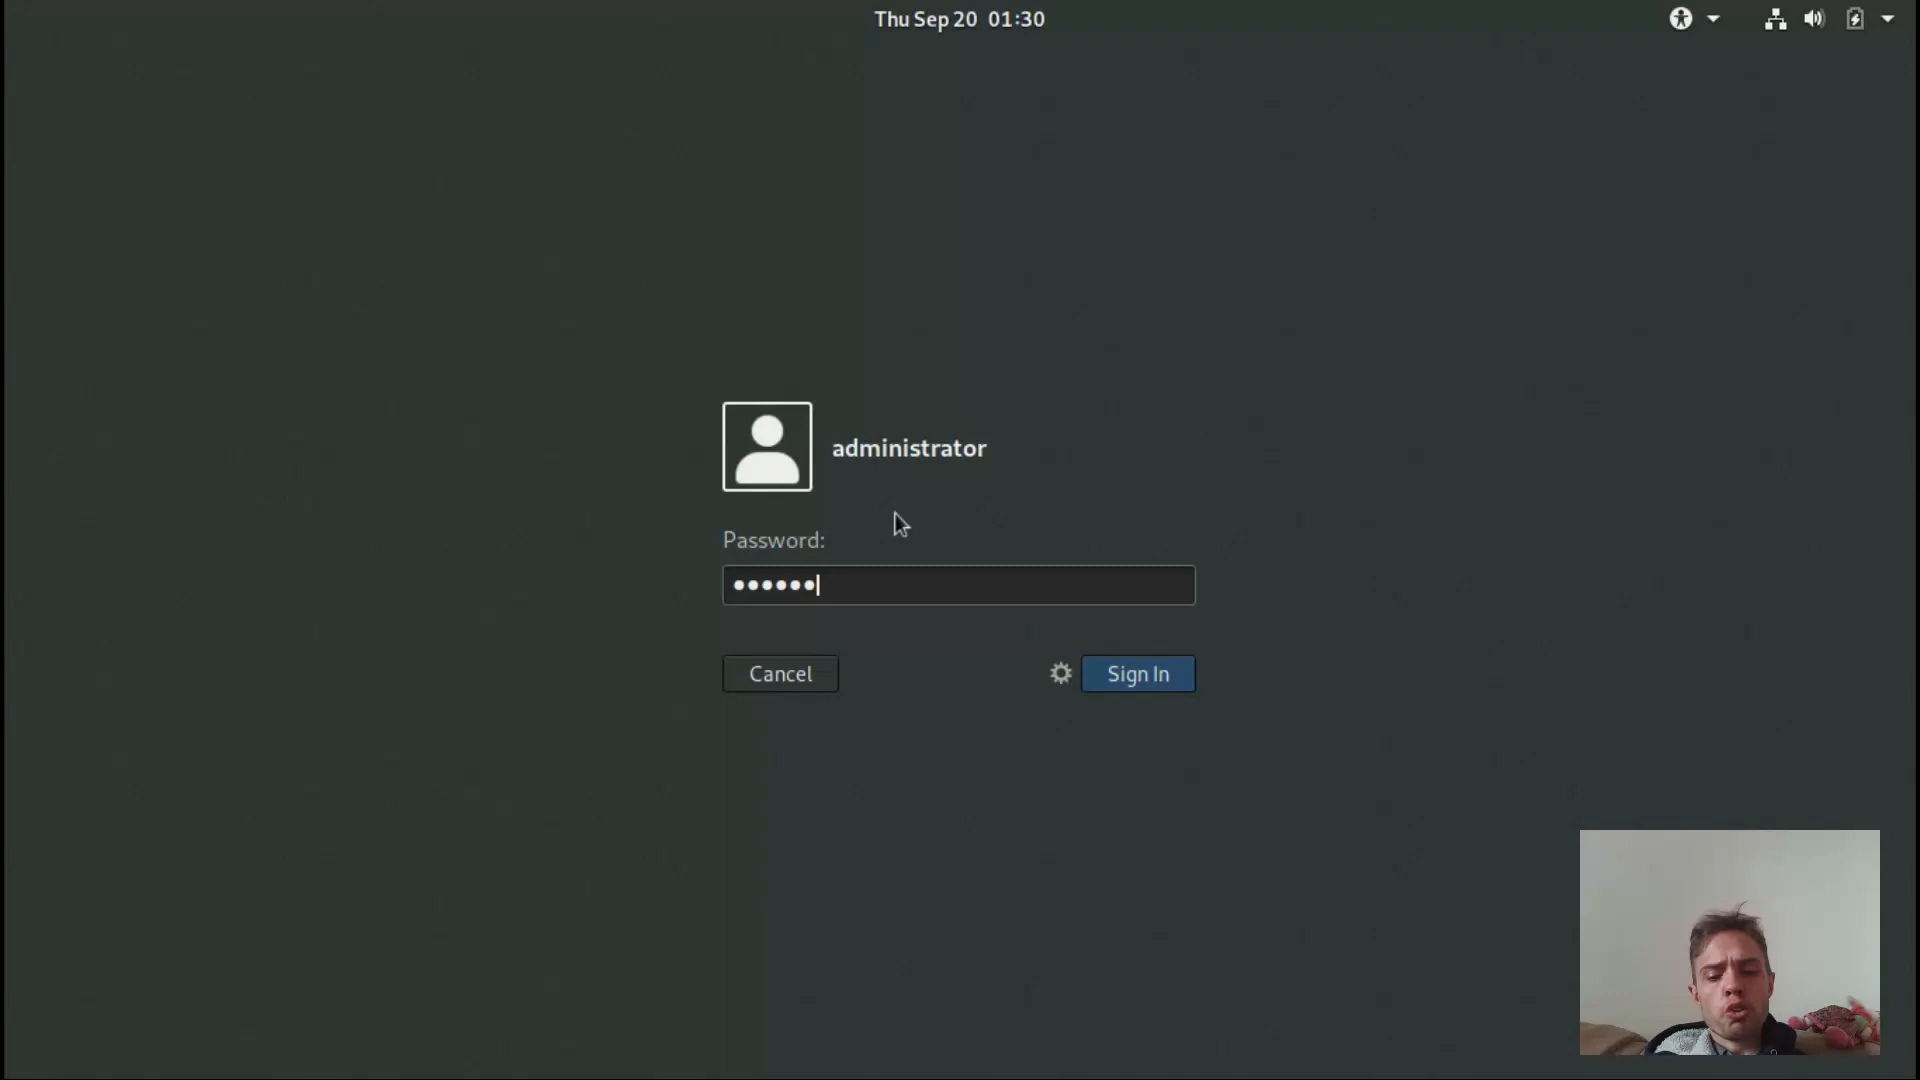 Thu Sep 20 01:30
administrator
Password:
••••••
Cancel
Sign In